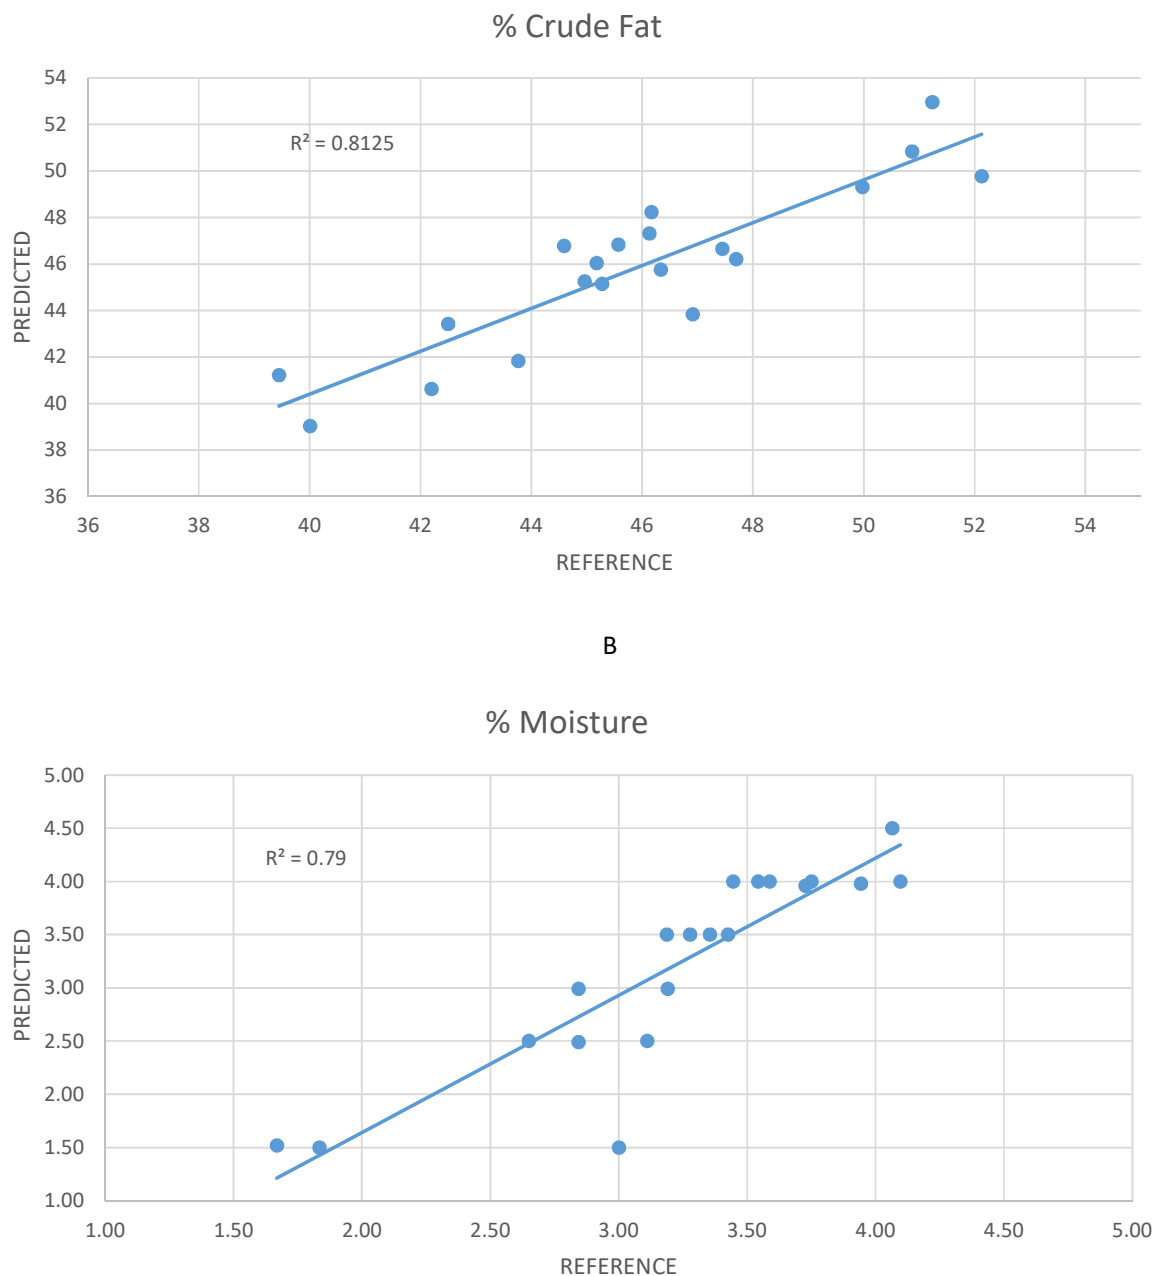 % Crude Fat
54
52
50
48
46
44
42
40
38
36
R² = 0.8125
PREDICTED
36 38 40 42 44 46 48 50 52 54
REFERENCE
B
% Moisture
5.00
4.50
4.00
3.50
3.00
2.50
2.00
1.50
1.00
R² = 0.79
PREDICTED
1.00 1.50 2.00 2.50 3.00 3.50 4.00 4.50 5.00
REFERENCE